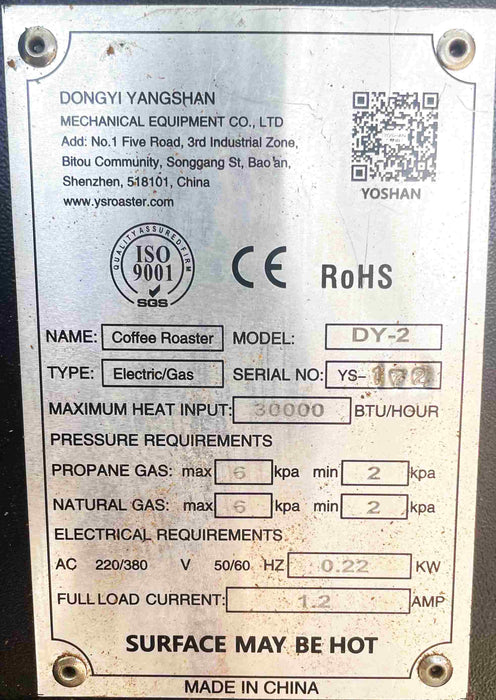 DONGYI YANGSHAN
MECHANICAL EQUIPMENT CO., LTD
Add: No.1 Five Road, 3rd Industrial Zone,
Bitou Community, Songgang St, Bao'an,
Shenzhen, 518101, China
www.ysroaster.com
YOSHAN
QUALITY ASSURED FIRM
ISO
9001
SGS
CE
RoHS
NAME: Coffee Roaster MODEL: DY-2
TYPE: Electric/Gas SERIAL NO: YS-
MAXIMUM HEAT INPUT: 30000 BTU/HOUR
PRESSURE REQUIREMENTS
PROPANE GAS: max 6 kpa min 2 kpa
NATURAL GAS: max 6 kpa min 2 kpa
ELECTRICAL REQUIREMENTS
AC 220/380 V 50/60 HZ 0.22 KW
FULL LOAD CURRENT: 1.2 AMP
SURFACE MAY BE HOT
MADE IN CHINA